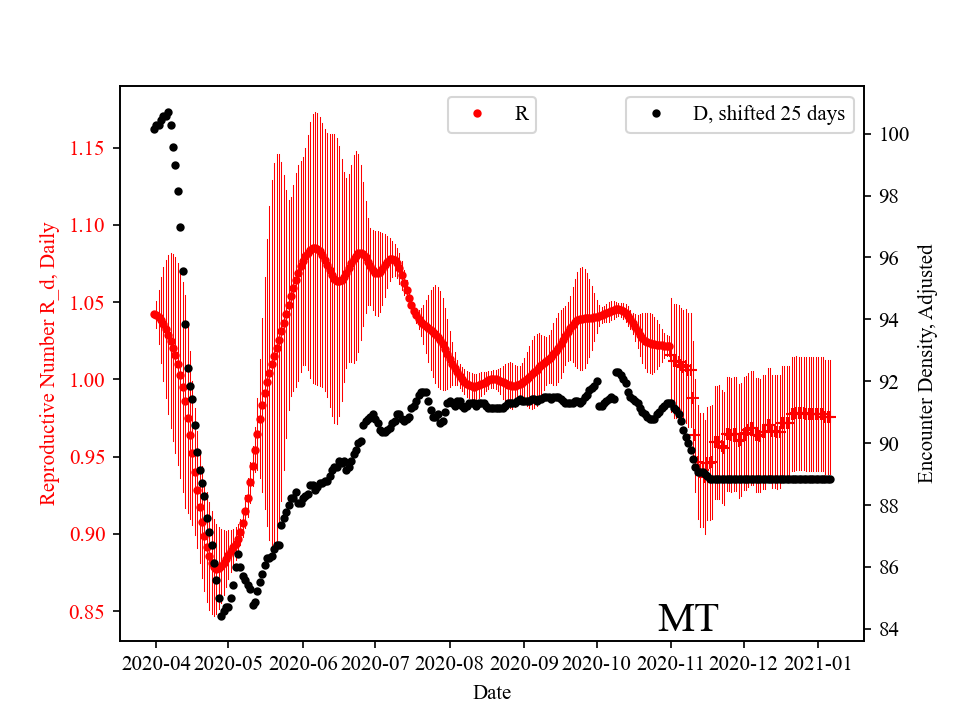 R
D, shifted 25 days
1.15
1.10
1.05
1.00
0.95
0.90
0.85
Reproductive Number R_d, Daily
100
98
96
94
92
90
88
86
84
Encounter Density, Adjusted
MT
2020-04 2020-05 2020-06 2020-07 2020-08 2020-09 2020-10 2020-11 2020-12 2021-01
Date